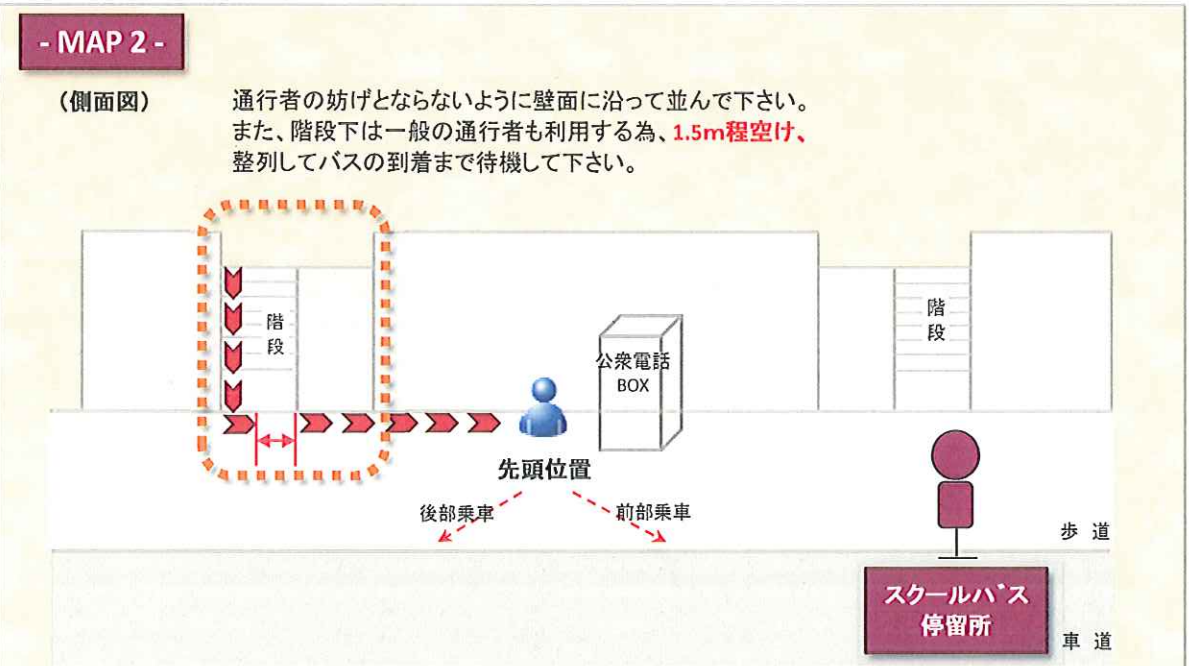 - MAP 2 -
（側面図）
通行者の妨げとならないように壁面に沿って並んで下さい。
また、階段下は一般の通行者も利用する為、1.5m程空け、
整列してバスの到着まで待機して下さい。
階
段
公衆電話
BOX
階
段
先頭位置
後部乗車
前部乗車
歩 道
スクールバス
停留所
車 道